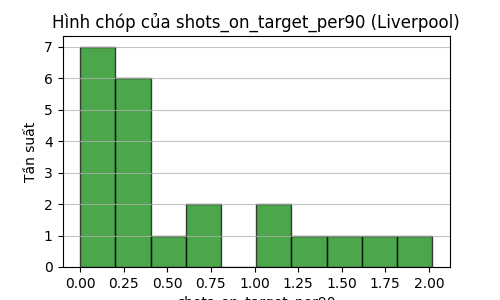 Hình chóp của shots_on_target_per90 (Liverpool)
Tần suất
7
6
5
4
3
2
1
0
0.00 0.25 0.50 0.75 1.00 1.25 1.50 1.75 2.00
shots_on_target_per90